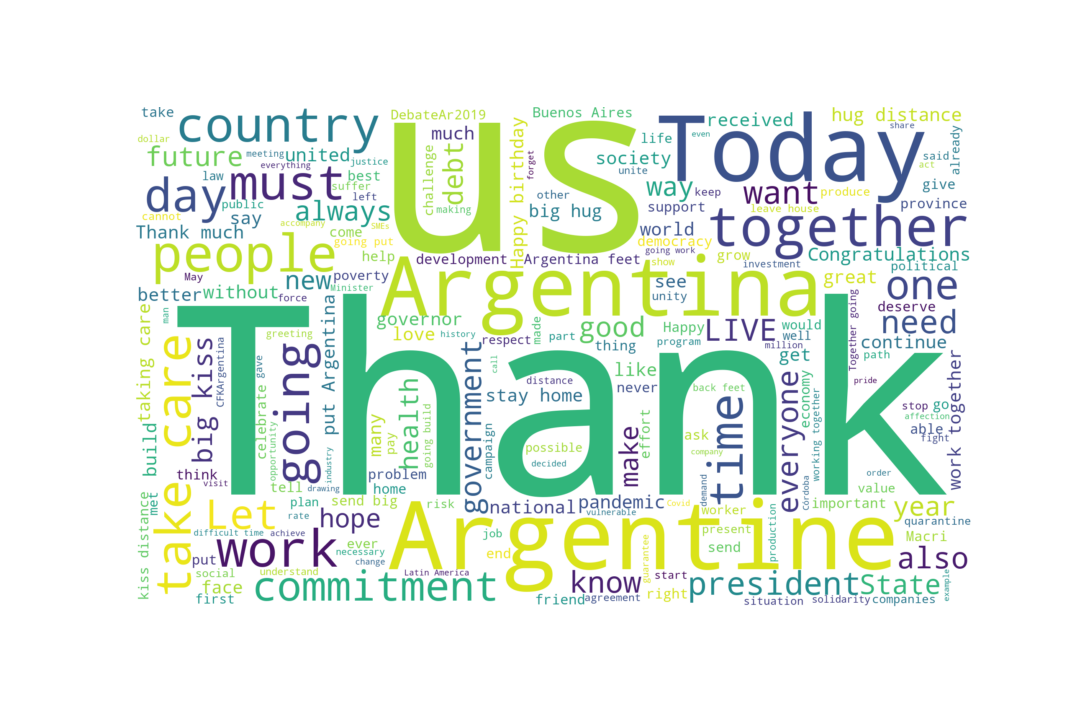 take
DebateAr2019
Buenos Aires
hug distance
country
us
Today
received
share
dollar
much
life
even
future
meeting
united
justice
debt
challenge
Happy birthday
forget
society
said
already
everything
unite
act
law
best
way
want
keep
give
day
must
suffer
left
other
produce
cannot
public
always
making
big hug
support
leave house
province
Thank much
say
accompany
SMEs
come
world
together
people
going put
democracy
going work
grow
Congratulations
help
development
Argentina feet
show
investment
political
May
new
poverty
Argentina
see
great
one
better
without
force
Minister
unity
deserve
man
governor
made
good
Happy
LIVE
would
million
Together going
need
greeting
love
history
respect
part
thing
program
well
continue
taking care
take care
big kiss
CFKArgentina
gave
going
put Argentina
Thank
like
get
path
call
distance
never
back feet
economy
pride
celebrate
health
government
stay home
everyone
working together
stop
go
affection
work together
build
opportunity
many
pay
going build
campaign
make
effort
ask
time
able
fight
think
industry
problem
possible
company
visit
tell
drawing
home
decided
demand
Córdoba
order
met
plan
send big
risk
national
pandemic
Covid
worker
important
value
year
Let
rate
hope
vulnerable
present
production
quarantine
kiss distance
difficult time
achieve
job
Argentine
Macri
put
work
ever
necessary
change
end
send
also
social
understand
face
Latin America
know
start
guarantee
president
State
example
first
commitment
friend
agreement
right
situation
solidarity
companies